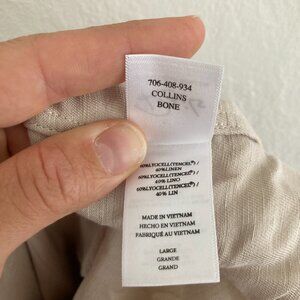 706-408-934
COLLINS
BONE
60%LYOCELL(TENCEL®) /
40%LINEN
60%LYOCELL(TENCEL®) /
40% LINO
60%LYOCELL(TENCEL®) /
40% LIN
MADE IN VIETNAM
HECHO EN VIETNAM
FABRIQUÉ AU VIETNAM
LARGE
GRANDE
GRAND